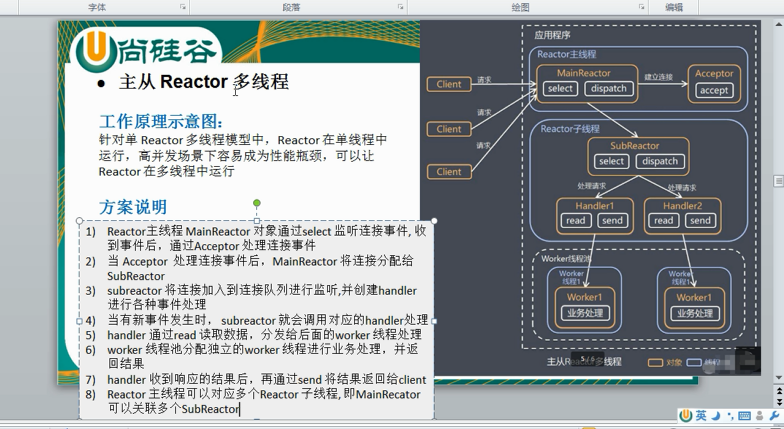 字体
段落
绘图
编辑
尚硅谷
● 主从 Reactor 多线程
工作原理示意图:
针对单 Reactor 多线程模型中，Reactor 在单线程中
运行，高并发场景下容易成为性能瓶颈，可以让
Reactor 在多线程中运行
方案说明
1) Reactor主线程 MainReactor 对象通过select 监听连接事件, 收
到事件后，通过Acceptor 处理连接事件
2) 当 Acceptor 处理连接事件后，MainReactor 将连接分配给
SubReactor
3) subreactor 将连接加入到连接队列进行监听,并创建handler
进行各种事件处理
4) 当有新事件发生时， subreactor 就会调用对应的handler处理
5) handler 通过read 读取数据，分发给后面的worker 线程处理
6) worker 线程池分配独立的worker 线程进行业务处理，并返
回结果
7) handler 收到响应的结果后，再通过send 将结果返回给client
8) Reactor 主线程可以对应多个Reactor 子线程, 即MainRecator
可以关联多个SubReactor
应用程序
Reactor主线程
MainReactor
select
dispatch
建立连接
Acceptor
accept
Client
请求
Client
请求
Client
请求
Reactor子线程
SubReactor
select
dispatch
处理请求
处理请求
Handler1
read
send
Handler2
read
send
Worker线程池
Worker
线程1
Worker1
业务处理
Worker
线程1
Worker1
业务处理
主从Reactor多线程
5 / 6
对象
线程
英